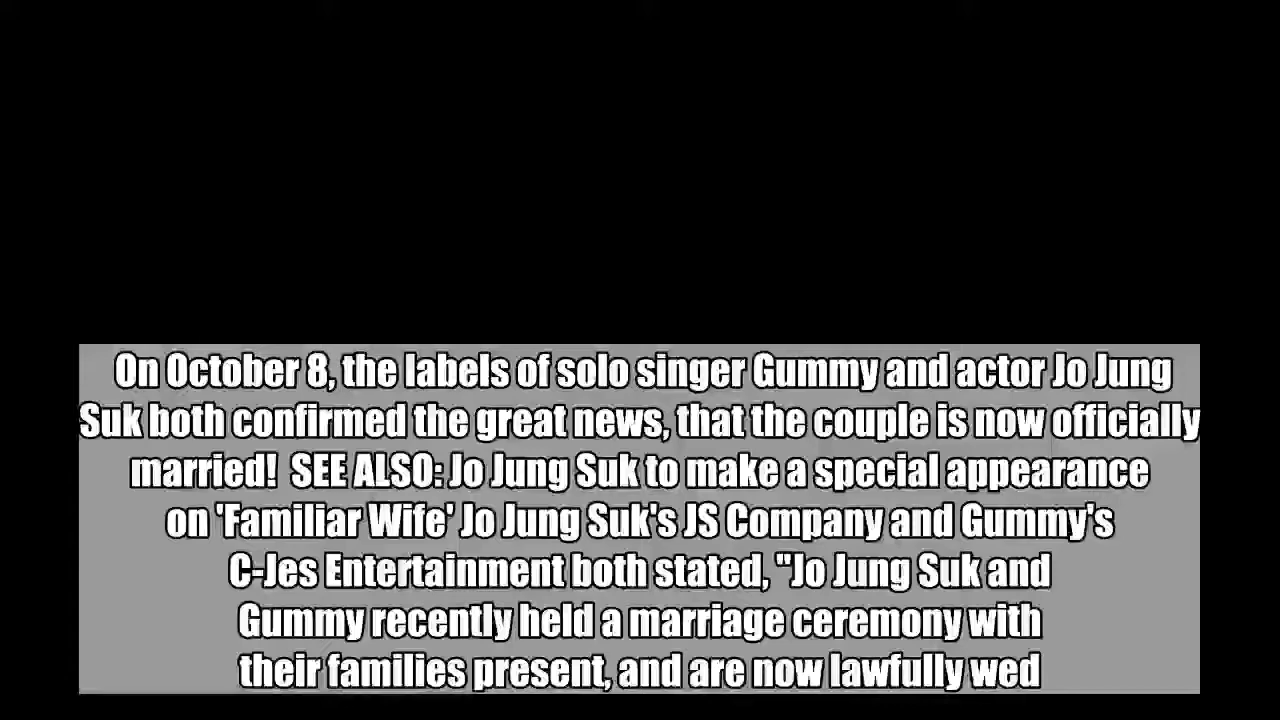 On October 8, the labels of solo singer Gummy and actor Jo Jung
Suk both confirmed the great news, that the couple is now officially
married!  SEE ALSO: Jo Jung Suk to make a special appearance
on 'Familiar Wife' Jo Jung Suk's JS Company and Gummy's
C-Jes Entertainment both stated, "Jo Jung Suk and
Gummy recently held a marriage ceremony with
their families present, and are now lawfully wed